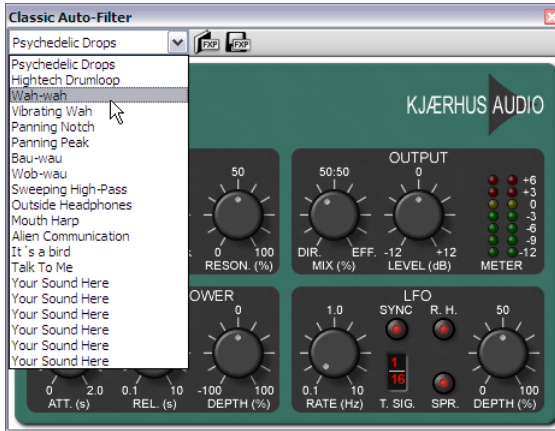 Classic Auto-Filter
Psychedelic Drops
FXP FXP
Psychedelic Drops
Hightech Drumloop
Wah-wah
Vibrating Wah
Panning Notch
Panning Peak
Bau-wau
Wob-wau
Sweeping High-Pass
Outside Headphones
Mouth Harp
Alien Communication
It´s a bird
Talk To Me
Your Sound Here
Your Sound Here
Your Sound Here
Your Sound Here
Your Sound Here
Your Sound Here
KJÆRHUS AUDIO
OUTPUT
50 50:50 0
+6
+3
0
-3
-6
-9
-12
0 100 DIR. EFF. -12 +12
RESON. (%) MIX (%) LEVEL (dB) METER
OWER LFO
0 1.0 SYNC R. H. 50
1
16
0 2.0 0.1 10 -100 100 0.1 10 0 100
ATT. (s) REL. (s) DEPTH (%) RATE (Hz) T. SIG. SPR. DEPTH (%)